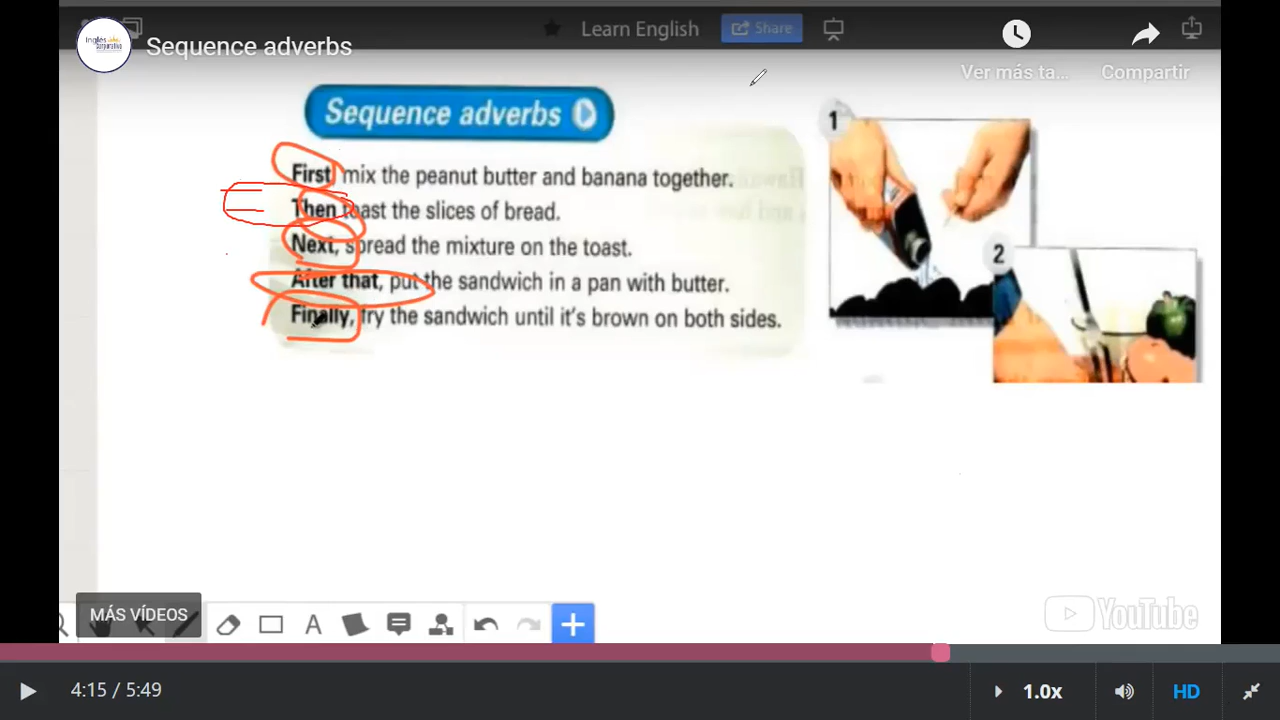 Learn English
Share
Inglés
Corporativo
Sequence adverbs
Ver más ta...
Compartir
Sequence adverbs
First mix the peanut butter and banana together.
Then toast the slices of bread.
Next, spread the mixture on the toast.
After that, put the sandwich in a pan with butter.
Finally, fry the sandwich until it's brown on both sides.
1
2
MÁS VÍDEOS
A
YouTube
4:15 / 5:49
1.0x
HD